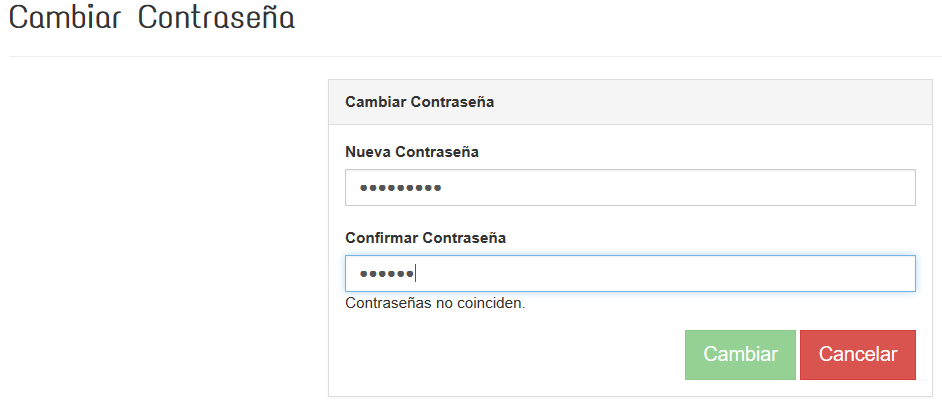 Cambiar Contraseña
Cambiar Contraseña
Nueva Contraseña
•••••••••
Confirmar Contraseña
••••••
Contraseñas no coinciden.
Cambiar Cancelar